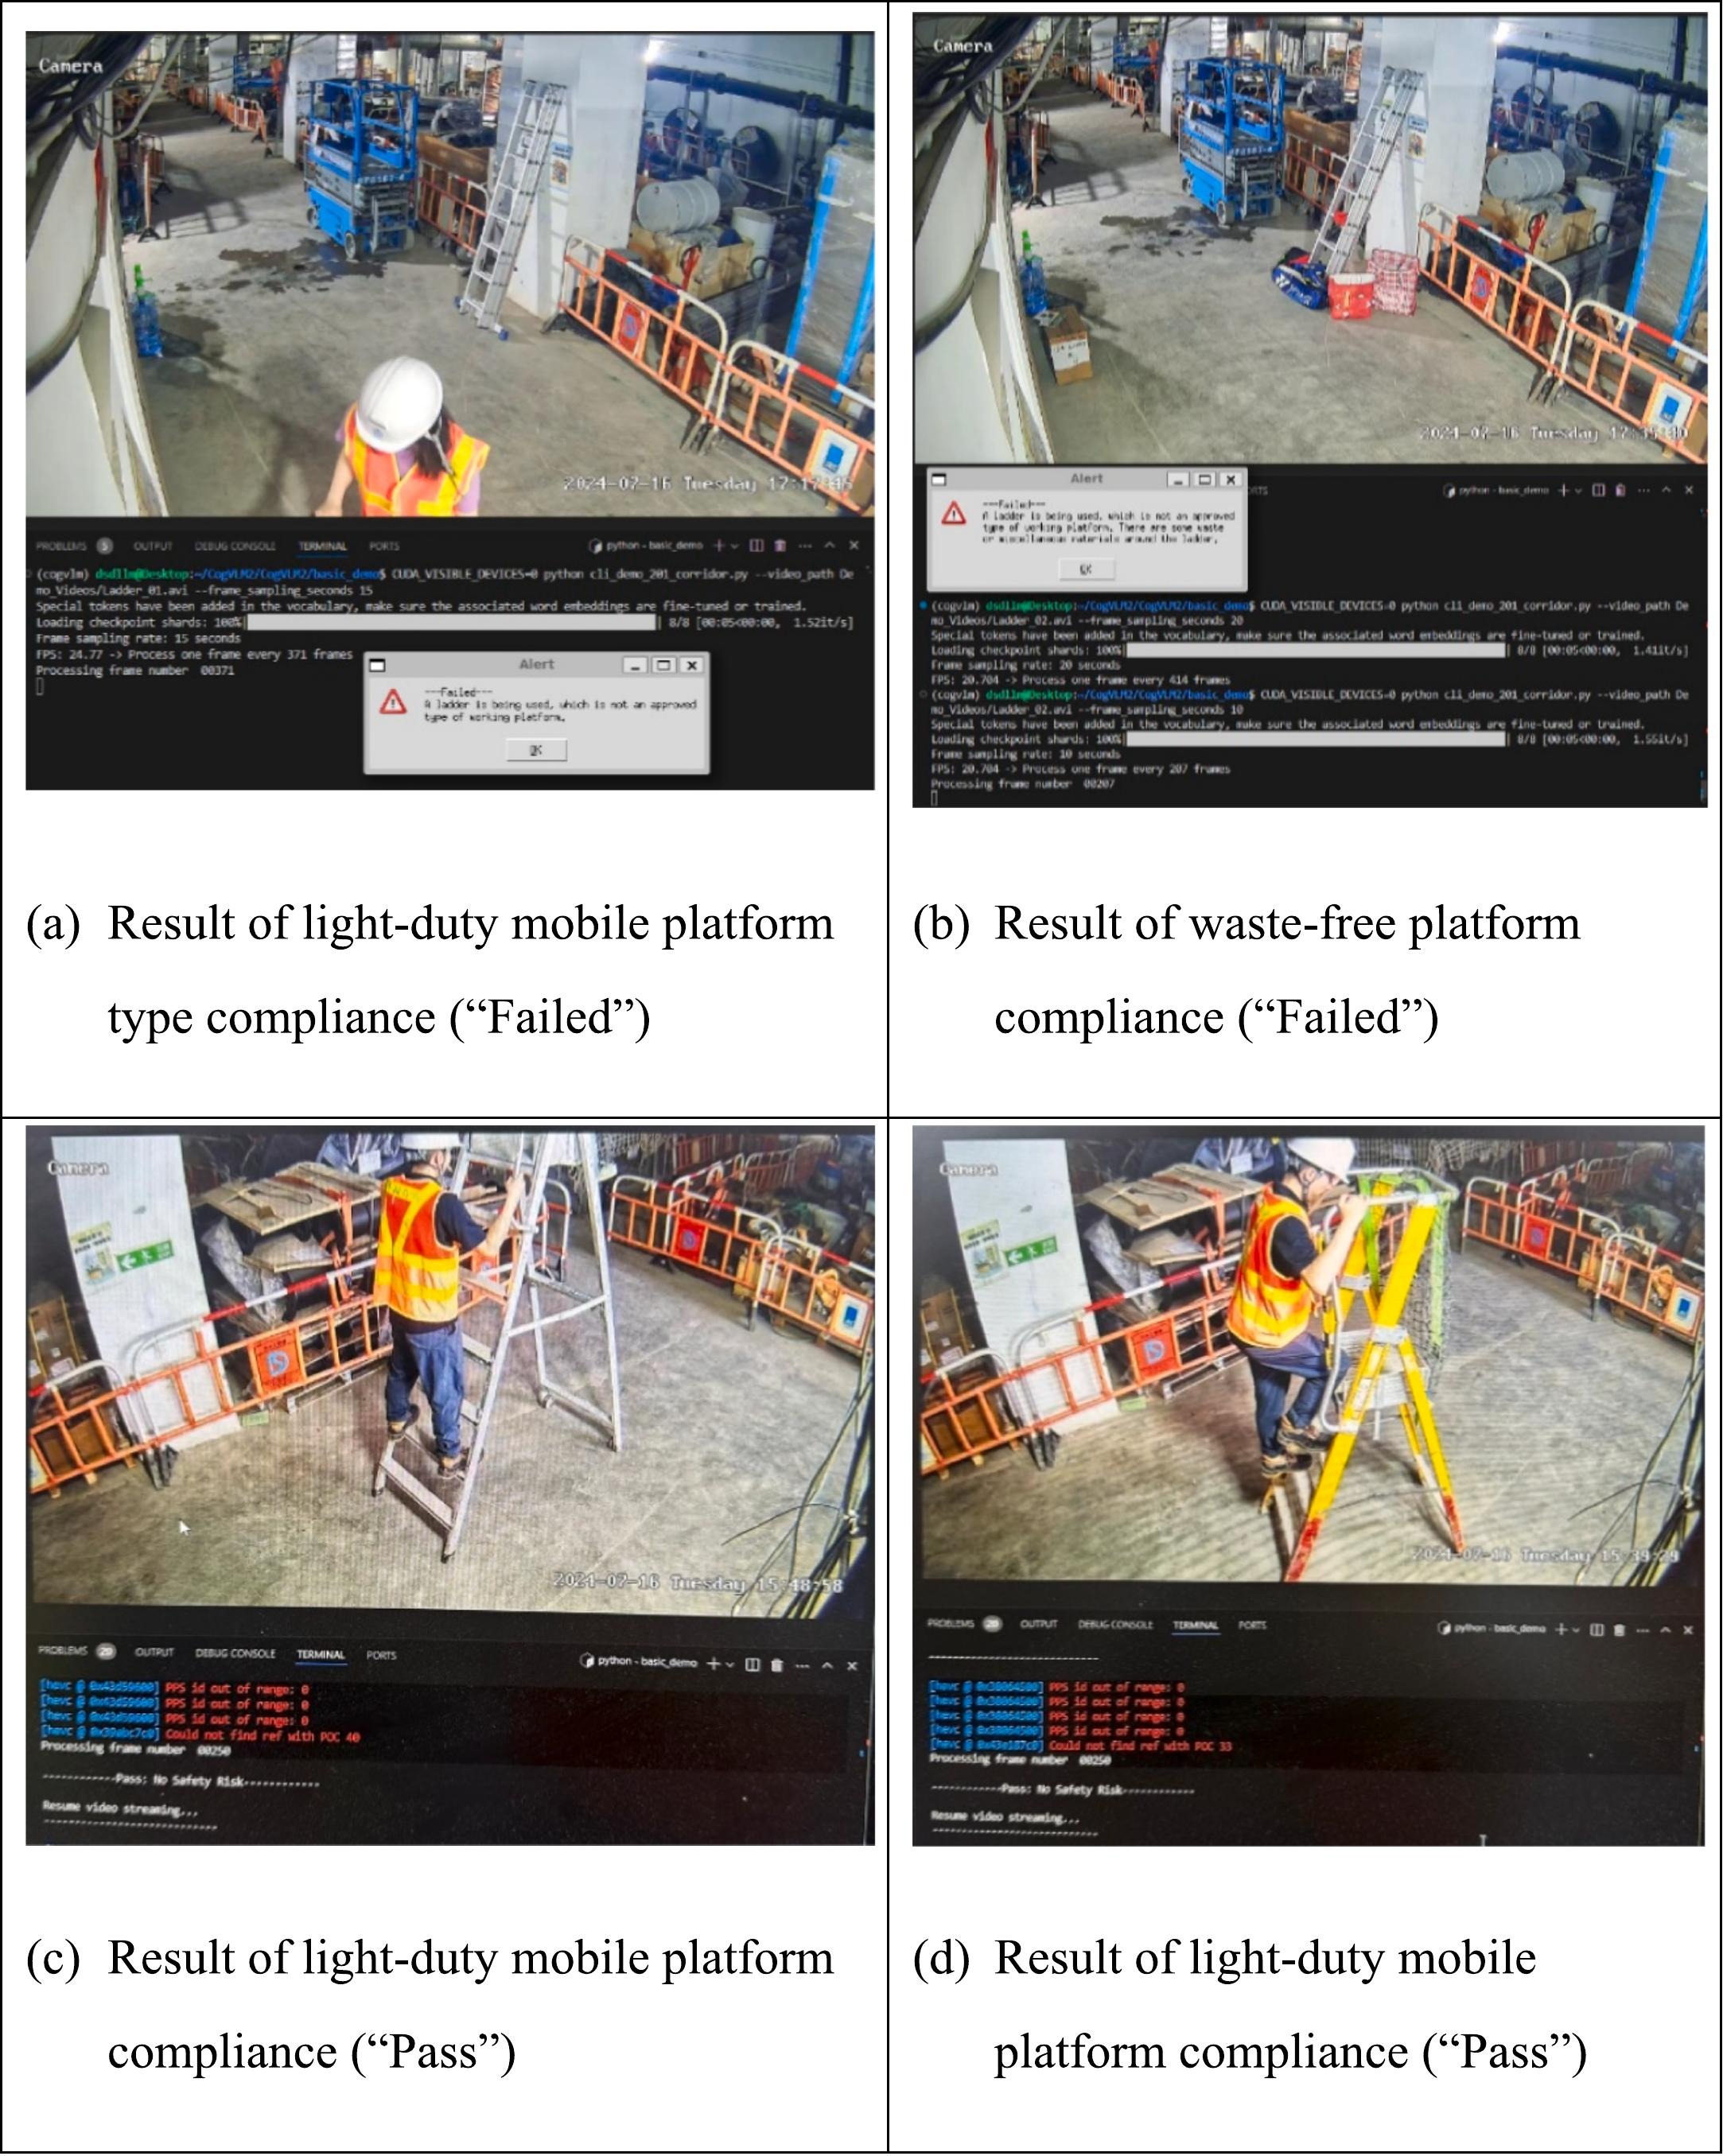 Camera
2024-07-16 Tuesday
PROBLEMS 5 OUTPUT DEBUG CONSOLE TERMINAL PORTS python - basic_demo
(cogvlm) dsdllm@Desktop:~/CogVLM2/CogVLM2/basic_demo$ CUDA_VISIBLE_DEVICES=0 python cli_demo_201_corridor.py --video_path De
mo_Videos/Ladder_01.avi --frame_sampling_seconds 15
Special tokens have been added in the vocabulary, make sure the associated word embeddings are fine-tuned or trained.
Loading checkpoint shards: 100%| | 8/8 [00:05<00:00, 1.52it/s]
Frame sampling rate: 15 seconds
FPS: 24.77 -> Process one frame every 371 frames
Processing frame number 00371
Alert
---Failed---
A ladder is being used, which is not an approved
type of working platform.
OK
(a) Result of light-duty mobile platform
type compliance (“Failed”)
Camera
2024-07-16 Tuesday
Alert
---Failed---
A ladder is being used, which is not an approved
type of working platform. There are some waste
or miscellaneous materials around the ladder.
OK
python - basic_demo
(cogvlm) dsdllm@Desktop:~/CogVLM2/CogVLM2/basic_demo$ CUDA_VISIBLE_DEVICES=0 python cli_demo_201_corridor.py --video_path De
mo_Videos/Ladder_02.avi --frame_sampling_seconds 20
Special tokens have been added in the vocabulary, make sure the associated word embeddings are fine-tuned or trained.
Loading checkpoint shards: 100%| | 8/8 [00:05<00:00, 1.41it/s]
Frame sampling rate: 20 seconds
FPS: 20.704 -> Process one frame every 414 frames
(cogvlm) dsdllm@Desktop:~/CogVLM2/CogVLM2/basic_demo$ CUDA_VISIBLE_DEVICES=0 python cli_demo_201_corridor.py --video_path De
mo_Videos/Ladder_02.avi --frame_sampling_seconds 10
Special tokens have been added in the vocabulary, make sure the associated word embeddings are fine-tuned or trained.
Loading checkpoint shards: 100%| | 8/8 [00:05<00:00, 1.55it/s]
Frame sampling rate: 10 seconds
FPS: 20.704 -> Process one frame every 207 frames
Processing frame number 00207
(b) Result of waste-free platform
compliance (“Failed”)
Camera
2024-07-16 Tuesday 15:48:58
PROBLEMS 20 OUTPUT DEBUG CONSOLE TERMINAL PORTS python - basic_demo
[hevc @ PPS id out of range: 0
[hevc @ PPS id out of range: 0
[hevc @ PPS id out of range: 0
[hevc @ Could not find ref with POC 40
Processing frame number 00250
------------Pass: No Safety Risk------------
Resume video streaming...
(c) Result of light-duty mobile platform
compliance (“Pass”)
Camera
2024-07-16 Tuesday 15:39:29
PROBLEMS 20 OUTPUT DEBUG CONSOLE TERMINAL PORTS python - basic_demo
[hevc @ PPS id out of range: 0
[hevc @ PPS id out of range: 0
[hevc @ PPS id out of range: 0
[hevc @ PPS id out of range: 0
[hevc @ Could not find ref with POC 33
Processing frame number 00250
------------Pass: No Safety Risk------------
Resume video streaming...
(d) Result of light-duty mobile
platform compliance (“Pass”)